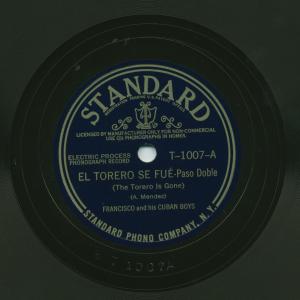 STANDARD
LICENSED BY MANUFACTURER ONLY FOR NON-COMMERCIAL
USE ON PHONOGRAPHS IN HOMES.
ELECTRIC PROCESS
PHONOGRAPH RECORD
T-1007-A
EL TORERO SE FUÉ-Paso Doble
(The Torero Is Gone)
(A. Mendez)
FRANCISCO and his CUBAN BOYS
STANDARD PHONO COMPANY, N. Y.
T 1007A